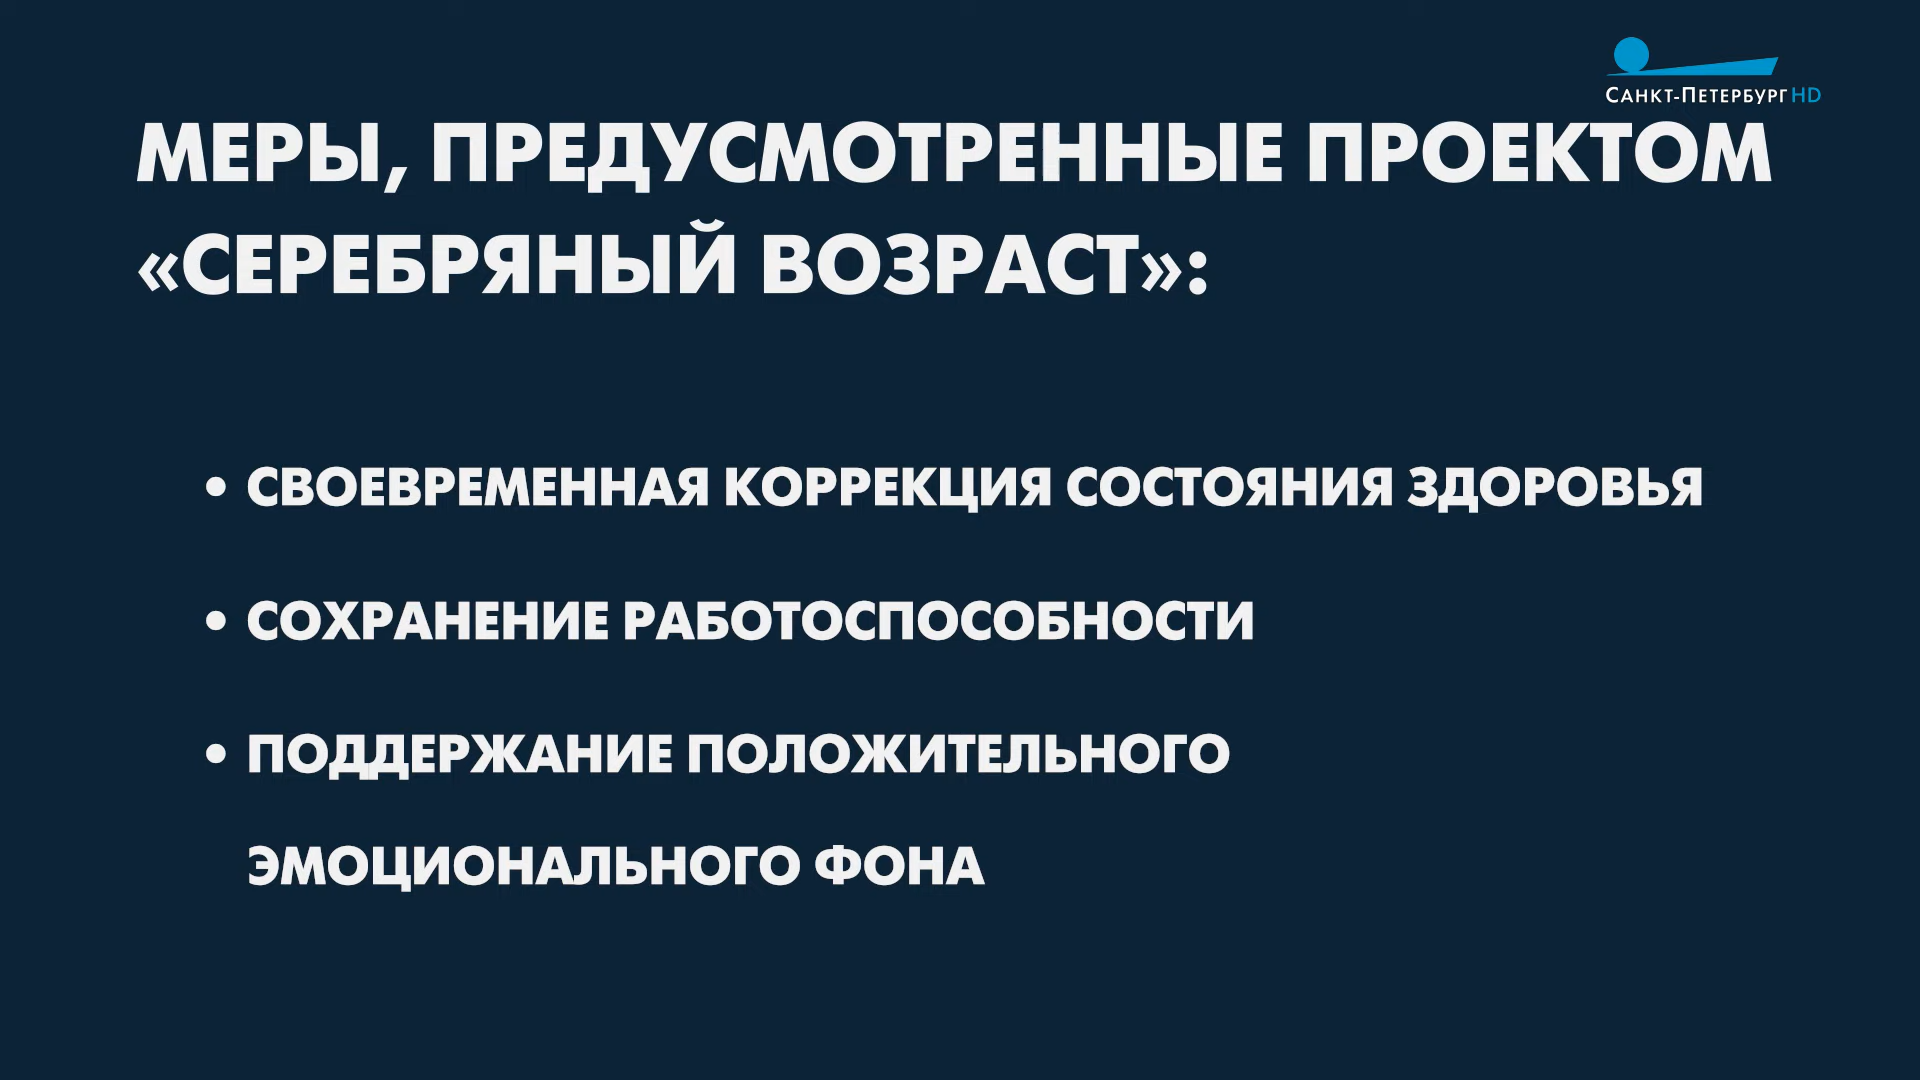 САНКТ-ПЕТЕРБУРГ HD
МЕРЫ, ПРЕДУСМОТРЕННЫЕ ПРОЕКТОМ
«СЕРЕБРЯНЫЙ ВОЗРАСТ»:
• СВОЕВРЕМЕННАЯ КОРРЕКЦИЯ СОСТОЯНИЯ ЗДОРОВЬЯ
• СОХРАНЕНИЕ РАБОТОСПОСОБНОСТИ
• ПОДДЕРЖАНИЕ ПОЛОЖИТЕЛЬНОГО
ЭМОЦИОНАЛЬНОГО ФОНА